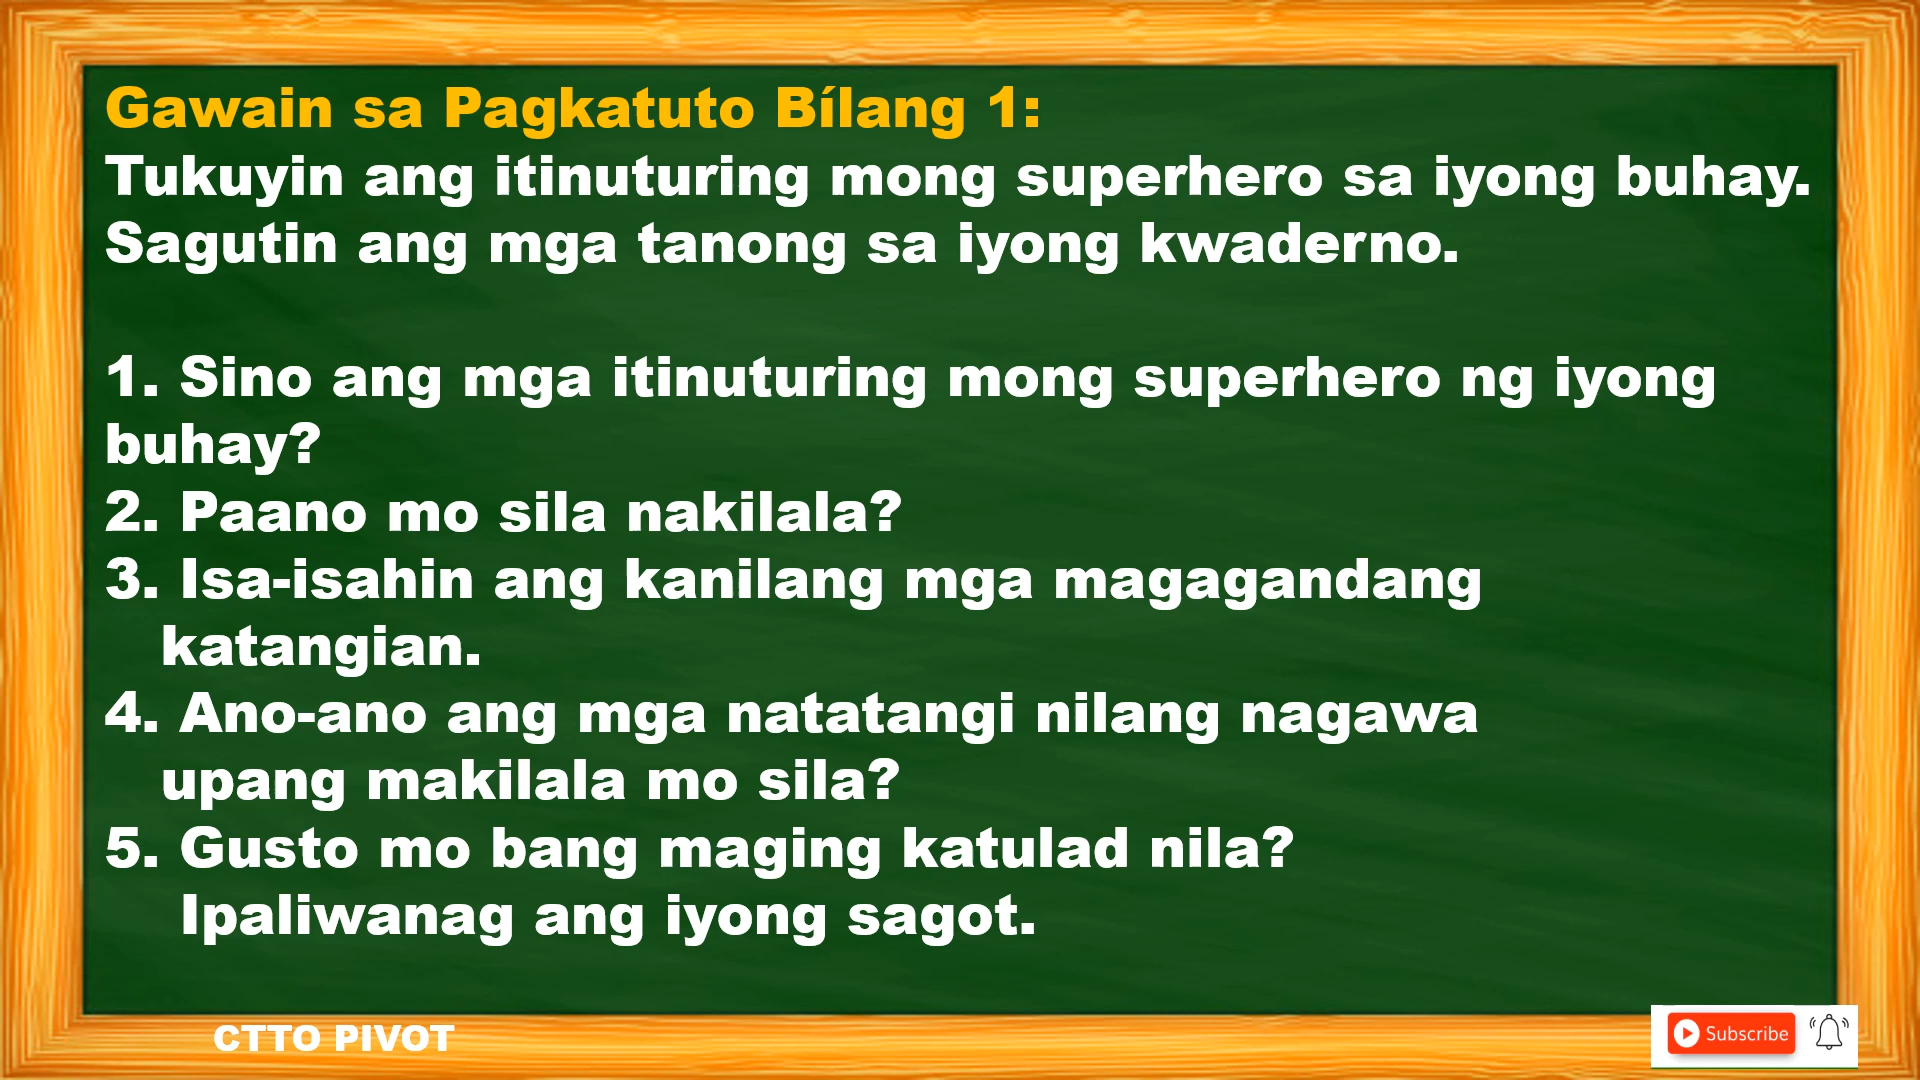 Gawain sa Pagkatuto Bílang 1:
Tukuyin ang itinuturing mong superhero sa iyong buhay.
Sagutin ang mga tanong sa iyong kwaderno.
1. Sino ang mga itinuturing mong superhero ng iyong
buhay?
2. Paano mo sila nakilala?
3. Isa-isahin ang kanilang mga magagandang
katangian.
4. Ano-ano ang mga natatangi nilang nagawa
upang makilala mo sila?
5. Gusto mo bang maging katulad nila?
Ipaliwanag ang iyong sagot.
CTTO PIVOT
Subscribe